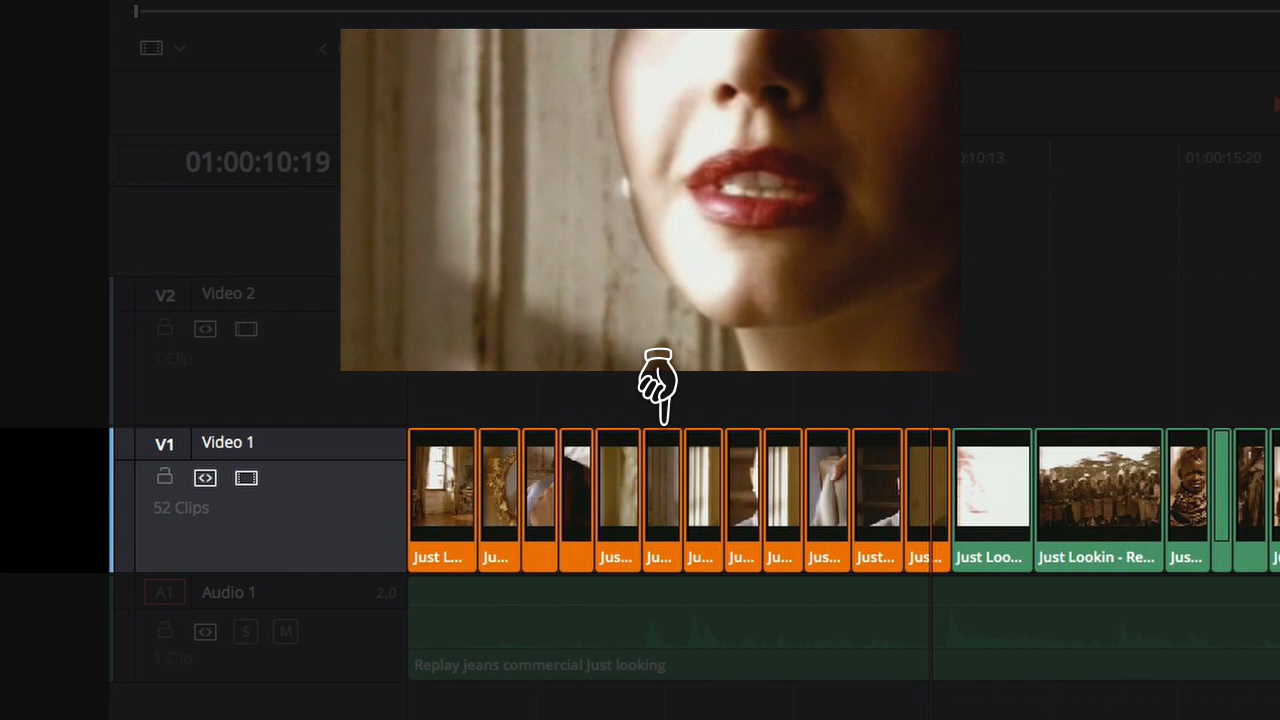 01:00:10:19
0:10:13
01:00:15:20
V2 Video 2
1 Clip
V1 Video 1
52 Clips
Just L... Ju... Jus... Ju... Ju... Ju... Ju... Jus... Just... Jus... Just Loo... Just Lookin - Re... Jus...
A1 Audio 1 2.0
S M
1 Clip
Replay jeans commercial Just looking